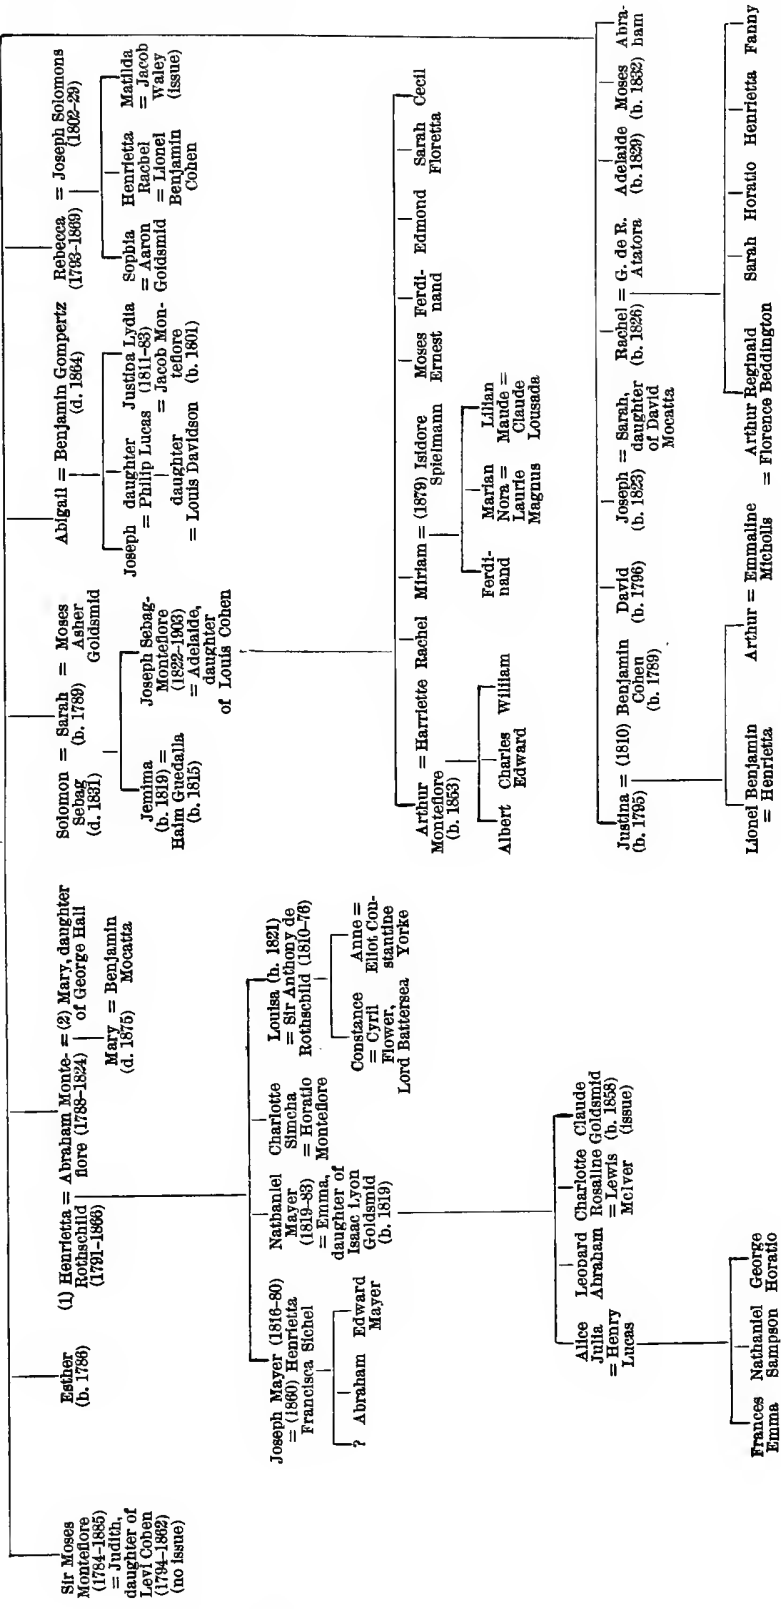 Sir Moses
Montefiore
(1784-1885)
= Judith,
daughter of
Levi Cohen
(1794-1862)
(no issue)
Esther
(b. 1786)
(1) Henrietta = Abraham Monte- = (2) Mary, daughter
Rothschild fiore (1788-1824) of George Hall
(1791-1866)
Mary = Benjamin
(d. 1875) Mocatta
Joseph Mayer (1816-80)
= (1860) Henrietta
Francisca Sichel
? Abraham Edward
Mayer
Nathaniel
Mayer
(1819-83)
= Emma,
daughter of
Isaac Lyon
Goldsmid
(b. 1819)
Charlotte
Simcha
= Horatio
Montefiore
Louisa (b. 1821)
= Sir Anthony de
Rothschild (1810-76)
Constance
= Cyril
Flower,
Lord Battersea
Anne =
Eliot Con-
stantine
Yorke
Alice
Julia
= Henry
Lucas
Leonard
Abraham
Charlotte
Rosaline
= Lewis
McIver
Claude
Goldsmid
(b. 1858)
(issue)
Frances
Emma
Nathaniel
Sampson
George
Horatio
Solomon = Sarah = Moses
Sebag (b. 1789) Asher
(d. 1831) Goldsmid
Jemima
(b. 1819) =
Haim Guedalla
(b. 1815)
Joseph Sebag-
Montefiore
(1822-1903)
= Adelaide,
daughter
of Louis Cohen
Abigail = Benjamin Gompertz
(d. 1864)
Joseph
daughter
= Philip Lucas
Justina Lydia
(1811-83)
= Jacob Mon-
tefiore
(b. 1801)
daughter
= Louis Davidson
Rebecca = Joseph Solomons
(1793-1869) (1802-29)
Sophia
= Aaron
Goldsmid
Henrietta
Rachel
= Lionel
Benjamin
Cohen
Matilda
= Jacob
Waley
(issue)
Arthur = Harriette Rachel
Montefiore
(b. 1853)
Miriam = (1879) Isidore
Spielmann
Moses
Ernest
Ferdi-
nand
Edmond
Sarah
Floretta
Cecil
Albert
Charles
Edward
William
Ferdi-
nand
Marian
Nora =
Laurie
Magnus
Lilian
Maude =
Claude
Lousada
Justina = (1810) Benjamin
(b. 1795) Cohen
(b. 1789)
David
(b. 1796)
Joseph = Sarah,
(b. 1823) daughter
of David
Mocatta
Rachel = G. de R.
(b. 1826) Atatora
Adelaide
(b. 1829)
Moses
(b. 1832)
Abra-
ham
Lionel Benjamin
= Henrietta
Arthur = Emmaline
Micholls
Arthur Reginald
= Florence Beddington
Sarah
Horatio
Henrietta
Fanny